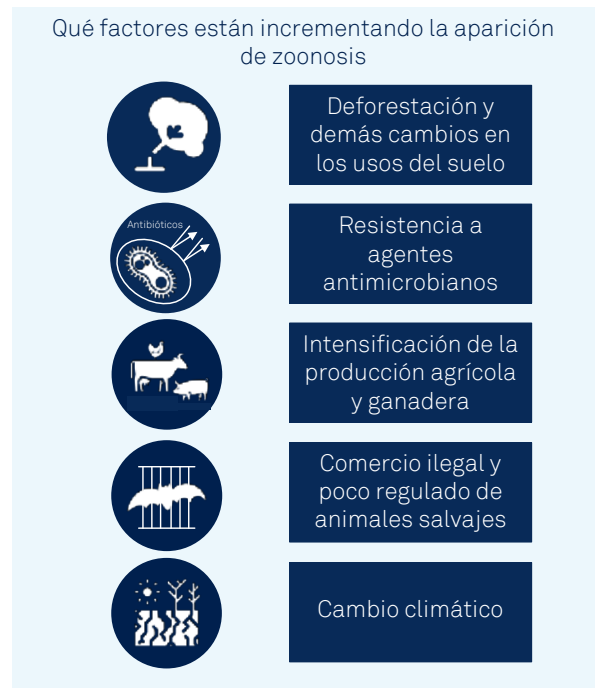 Qué factores están incrementando la aparición
de zoonosis
Deforestación y
demás cambios en
los usos del suelo
Antibióticos
Resistencia a
agentes
antimicrobianos
Intensificación de la
producción agrícola
y ganadera
Comercio ilegal y
poco regulado de
animales salvajes
Cambio climático